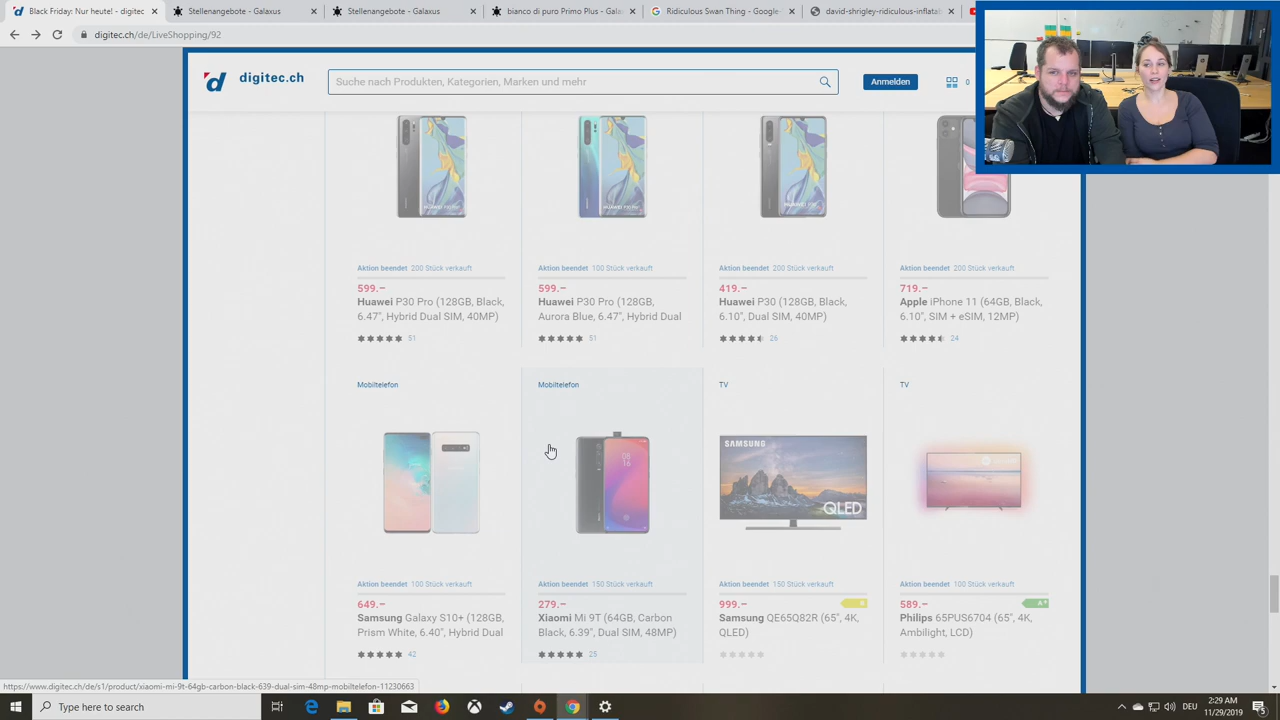 Black Friday: Nur heute! - digitec
Stellenangebote - Galaxus
Stellenangebote - Galaxus
bianco di puro Primo Plus - Gala
Ridiculous Swan Thing - Google-
david-shrigley-ridiculous-inflatab
digitec.ch/de/LiveShopping/92
digitec.ch
Suche nach Produkten, Kategorien, Marken und mehr
Anmelden
0
Aktion beendet 200 Stück verkauft
599.–
Huawei P30 Pro (128GB, Black,
6.47", Hybrid Dual SIM, 40MP)
51
Aktion beendet 100 Stück verkauft
599.–
Huawei P30 Pro (128GB,
Aurora Blue, 6.47", Hybrid Dual
51
Aktion beendet 200 Stück verkauft
419.–
Huawei P30 (128GB, Black,
6.10", Dual SIM, 40MP)
26
Aktion beendet 200 Stück verkauft
719.–
Apple iPhone 11 (64GB, Black,
6.10", SIM + eSIM, 12MP)
24
Mobiltelefon
Aktion beendet 100 Stück verkauft
649.–
Samsung Galaxy S10+ (128GB,
Prism White, 6.40", Hybrid Dual
42
Mobiltelefon
Aktion beendet 150 Stück verkauft
279.–
Xiaomi Mi 9T (64GB, Carbon
Black, 6.39", Dual SIM, 48MP)
25
TV
SAMSUNG
QLED
Aktion beendet 150 Stück verkauft
999.–
Samsung QE65Q82R (65", 4K,
QLED)
TV
Aktion beendet 100 Stück verkauft
589.–
A+
Philips 65PUS6704 (65", 4K,
Ambilight, LCD)
https://www.digitec.ch/de/s1/product/xiaomi-mi-9t-64gb-carbon-black-639-dual-sim-48mp-mobiltelefon-11230663
Type here to search
DEU
2:29 AM
11/29/2019
5